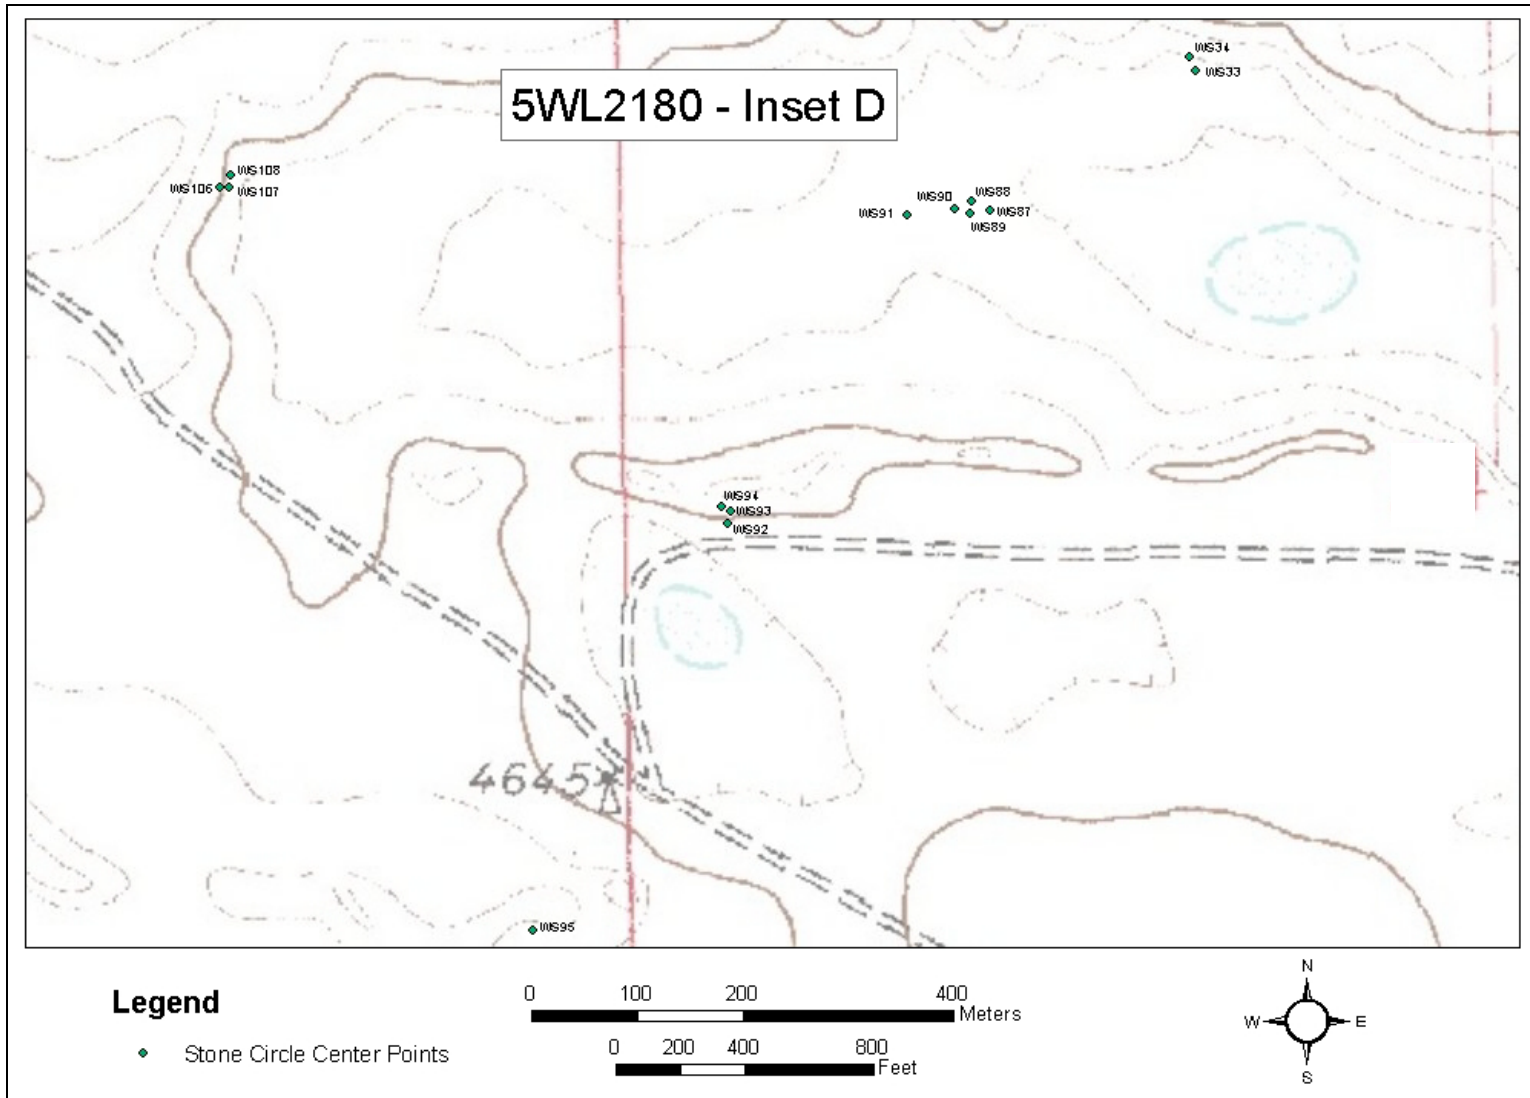 5WL2180 - Inset D
WS34
WS33
WS108
WS106
WS107
WS90
WS88
WS91
WS87
WS89
WS94
WS93
WS92
4645
WS95
Legend
Stone Circle Center Points
0 100 200 400
Meters
0 200 400 800
Feet
N
W E
S